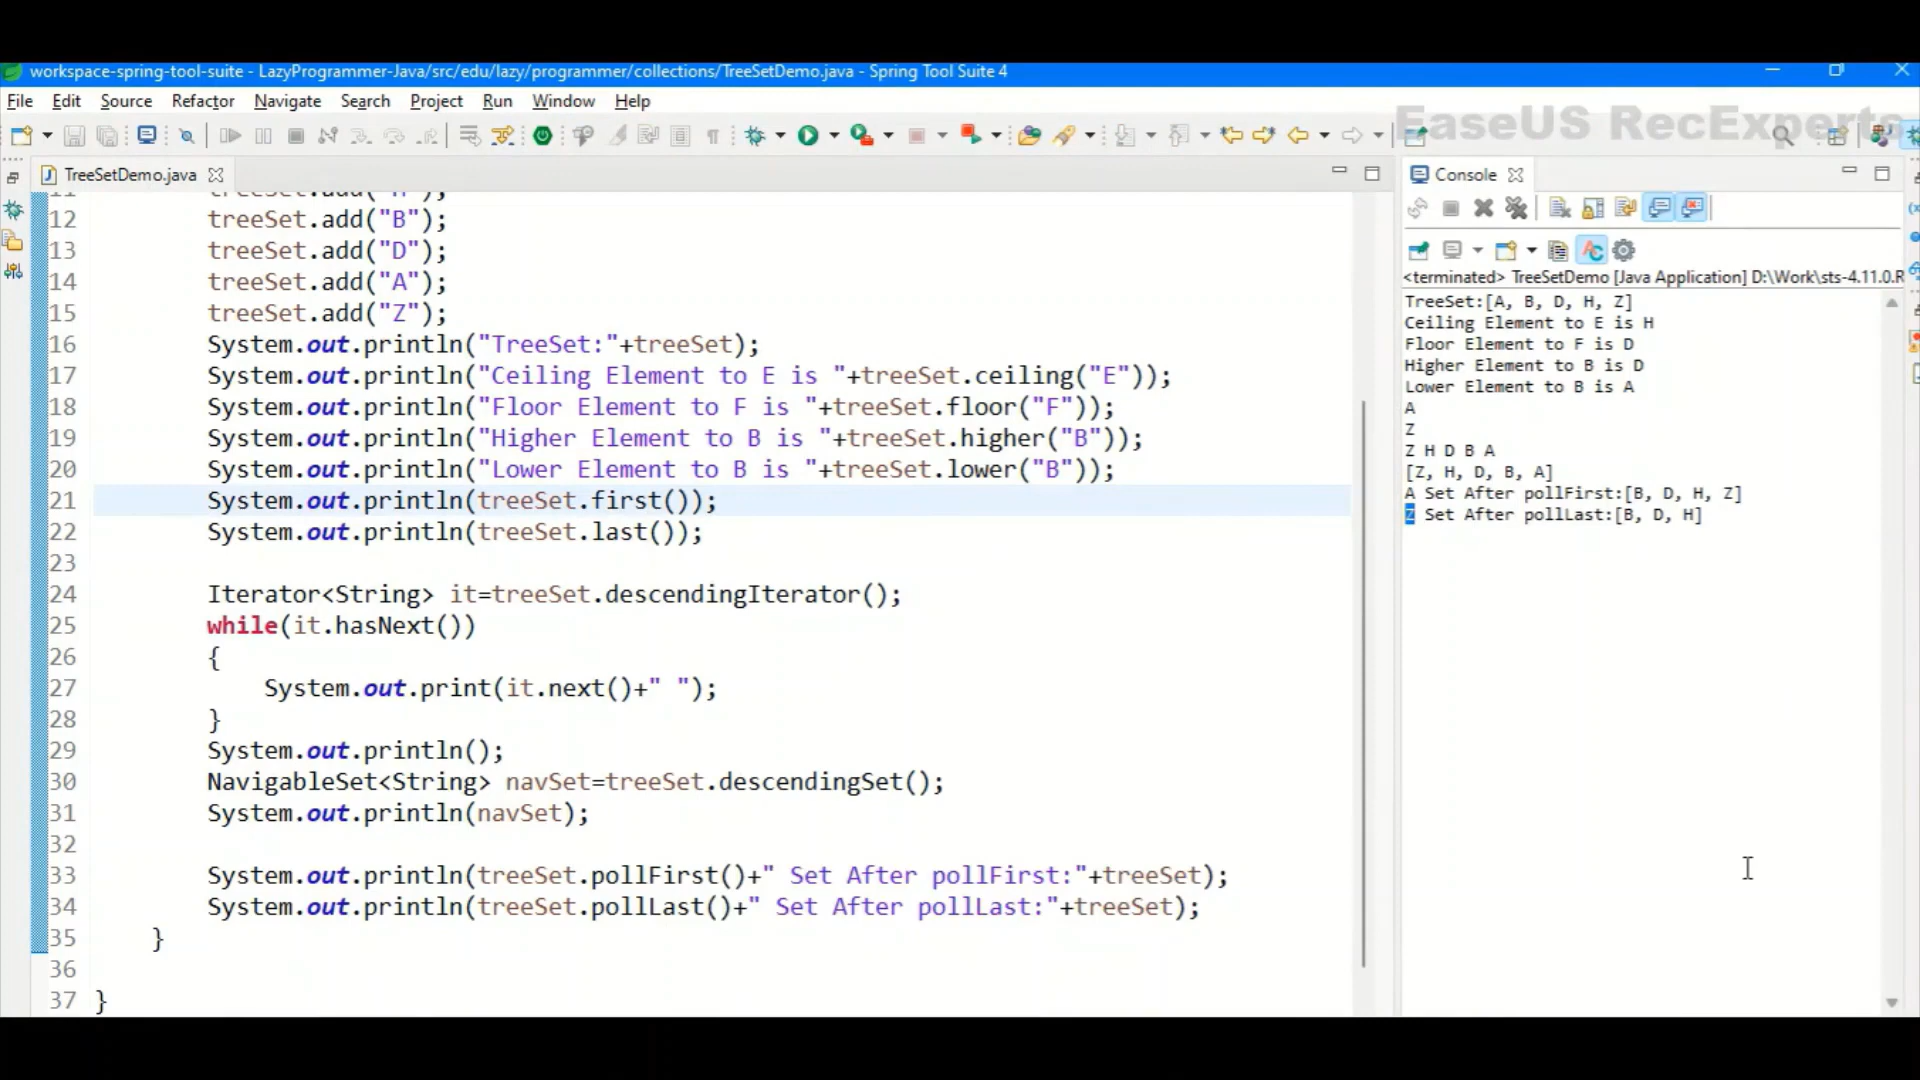 workspace-spring-tool-suite - LazyProgrammer-Java/src/edu/lazy/programmer/collections/TreeSetDemo.java - Spring Tool Suite 4
File Edit Source Refactor Navigate Search Project Run Window Help
EaseUS RecExperts
TreeSetDemo.java
12 treeSet.add("B");
13 treeSet.add("D");
14 treeSet.add("A");
15 treeSet.add("Z");
16 System.out.println("TreeSet:"+treeSet);
17 System.out.println("Ceiling Element to E is "+treeSet.ceiling("E"));
18 System.out.println("Floor Element to F is "+treeSet.floor("F"));
19 System.out.println("Higher Element to B is "+treeSet.higher("B"));
20 System.out.println("Lower Element to B is "+treeSet.lower("B"));
21 System.out.println(treeSet.first());
22 System.out.println(treeSet.last());
23
24 Iterator<String> it=treeSet.descendingIterator();
25 while(it.hasNext())
26 {
27 System.out.print(it.next()+" ");
28 }
29 System.out.println();
30 NavigableSet<String> navSet=treeSet.descendingSet();
31 System.out.println(navSet);
32
33 System.out.println(treeSet.pollFirst()+" Set After pollFirst:"+treeSet);
34 System.out.println(treeSet.pollLast()+" Set After pollLast:"+treeSet);
35 }
36
37 }
Console
<terminated> TreeSetDemo [Java Application] D:\Work\sts-4.11.0.R
TreeSet:[A, B, D, H, Z]
Ceiling Element to E is H
Floor Element to F is D
Higher Element to B is D
Lower Element to B is A
A
Z
Z H D B A
[Z, H, D, B, A]
A Set After pollFirst:[B, D, H, Z]
Z Set After pollLast:[B, D, H]